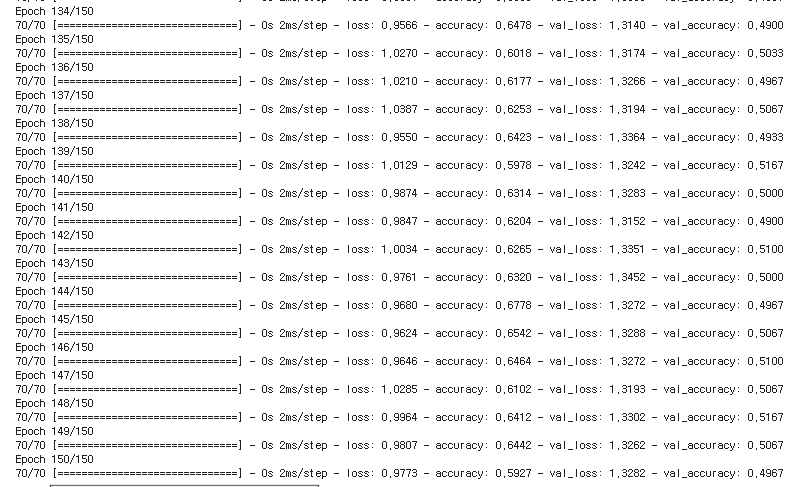 Epoch 134/150
70/70 [==============================] - 0s 2ms/step - loss: 0,9566 - accuracy: 0,6478 - val_loss: 1,3140 - val_accuracy: 0,4900
Epoch 135/150
70/70 [==============================] - 0s 2ms/step - loss: 1,0270 - accuracy: 0,6018 - val_loss: 1,3174 - val_accuracy: 0,5033
Epoch 136/150
70/70 [==============================] - 0s 2ms/step - loss: 1,0210 - accuracy: 0,6177 - val_loss: 1,3266 - val_accuracy: 0,4967
Epoch 137/150
70/70 [==============================] - 0s 2ms/step - loss: 1,0387 - accuracy: 0,6253 - val_loss: 1,3194 - val_accuracy: 0,5067
Epoch 138/150
70/70 [==============================] - 0s 2ms/step - loss: 0,9550 - accuracy: 0,6423 - val_loss: 1,3364 - val_accuracy: 0,4933
Epoch 139/150
70/70 [==============================] - 0s 2ms/step - loss: 1,0129 - accuracy: 0,5978 - val_loss: 1,3242 - val_accuracy: 0,5167
Epoch 140/150
70/70 [==============================] - 0s 2ms/step - loss: 0,9874 - accuracy: 0,6314 - val_loss: 1,3283 - val_accuracy: 0,5000
Epoch 141/150
70/70 [==============================] - 0s 2ms/step - loss: 0,9847 - accuracy: 0,6204 - val_loss: 1,3152 - val_accuracy: 0,4900
Epoch 142/150
70/70 [==============================] - 0s 2ms/step - loss: 1,0034 - accuracy: 0,6265 - val_loss: 1,3351 - val_accuracy: 0,5100
Epoch 143/150
70/70 [==============================] - 0s 2ms/step - loss: 0,9761 - accuracy: 0,6320 - val_loss: 1,3452 - val_accuracy: 0,5000
Epoch 144/150
70/70 [==============================] - 0s 2ms/step - loss: 0,9680 - accuracy: 0,6778 - val_loss: 1,3272 - val_accuracy: 0,4967
Epoch 145/150
70/70 [==============================] - 0s 2ms/step - loss: 0,9624 - accuracy: 0,6542 - val_loss: 1,3288 - val_accuracy: 0,5067
Epoch 146/150
70/70 [==============================] - 0s 2ms/step - loss: 0,9646 - accuracy: 0,6464 - val_loss: 1,3272 - val_accuracy: 0,5100
Epoch 147/150
70/70 [==============================] - 0s 2ms/step - loss: 1,0285 - accuracy: 0,6102 - val_loss: 1,3193 - val_accuracy: 0,5067
Epoch 148/150
70/70 [==============================] - 0s 2ms/step - loss: 0,9964 - accuracy: 0,6412 - val_loss: 1,3302 - val_accuracy: 0,5167
Epoch 149/150
70/70 [==============================] - 0s 2ms/step - loss: 0,9807 - accuracy: 0,6442 - val_loss: 1,3262 - val_accuracy: 0,5067
Epoch 150/150
70/70 [==============================] - 0s 2ms/step - loss: 0,9773 - accuracy: 0,5927 - val_loss: 1,3282 - val_accuracy: 0,4967